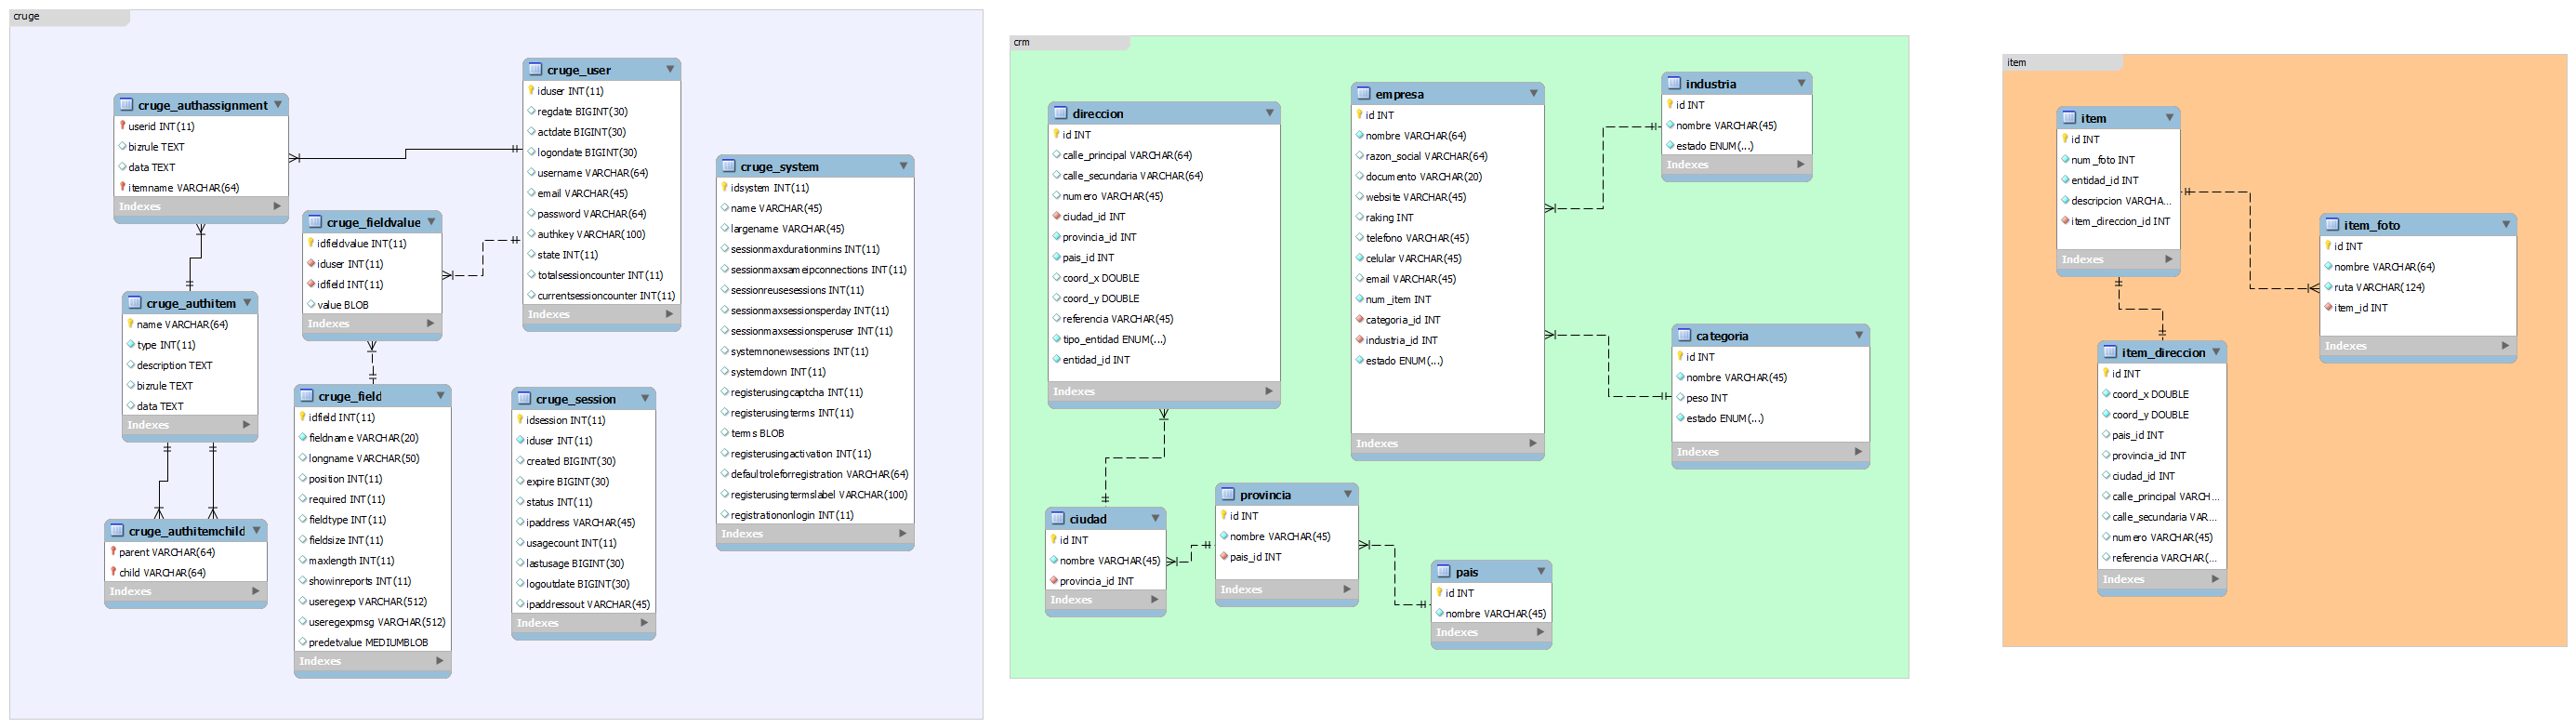 cruge
cruge_authassignment
userid INT(11)
bizrule TEXT
data TEXT
itemname VARCHAR(64)
Indexes
cruge_authitem
name VARCHAR(64)
type INT(11)
description TEXT
bizrule TEXT
data TEXT
Indexes
cruge_authitemchild
parent VARCHAR(64)
child VARCHAR(64)
Indexes
cruge_fieldvalue
idfieldvalue INT(11)
iduser INT(11)
idfield INT(11)
value BLOB
Indexes
cruge_field
idfield INT(11)
fieldname VARCHAR(20)
longname VARCHAR(50)
position INT(11)
required INT(11)
fieldtype INT(11)
fieldsize INT(11)
maxlength INT(11)
showinreports INT(11)
useregexp VARCHAR(512)
useregexpmsg VARCHAR(512)
predetvalue MEDIUMBLOB
Indexes
cruge_user
iduser INT(11)
regdate BIGINT(30)
actdate BIGINT(30)
logondate BIGINT(30)
username VARCHAR(64)
email VARCHAR(45)
password VARCHAR(64)
authkey VARCHAR(100)
state INT(11)
totalsessioncounter INT(11)
currentsessioncounter INT(11)
Indexes
cruge_session
idsession INT(11)
iduser INT(11)
created BIGINT(30)
expire BIGINT(30)
status INT(11)
ipaddress VARCHAR(45)
usagecount INT(11)
lastusage BIGINT(30)
logoutdate BIGINT(30)
ipaddressout VARCHAR(45)
Indexes
cruge_system
idsystem INT(11)
name VARCHAR(45)
largename VARCHAR(45)
sessionmaxdurationmins INT(11)
sessionmaxsameipconnections INT(11)
sessionreusesessions INT(11)
sessionmaxsessionsperday INT(11)
sessionmaxsessionsperuser INT(11)
systemnonewsessions INT(11)
systemdown INT(11)
registerusingcaptcha INT(11)
registerusingterms INT(11)
terms BLOB
registerusingactivation INT(11)
defaultroleforregistration VARCHAR(64)
registerusingtermslabel VARCHAR(100)
registrationonlogin INT(11)
Indexes
crm
direccion
id INT
calle_principal VARCHAR(64)
calle_secundaria VARCHAR(64)
numero VARCHAR(45)
ciudad_id INT
provincia_id INT
pais_id INT
coord_x DOUBLE
coord_y DOUBLE
referencia VARCHAR(45)
tipo_entidad ENUM(...)
entidad_id INT
Indexes
empresa
id INT
nombre VARCHAR(64)
razon_social VARCHAR(64)
documento VARCHAR(20)
website VARCHAR(45)
raking INT
telefono VARCHAR(45)
celular VARCHAR(45)
email VARCHAR(45)
num_item INT
categoria_id INT
industria_id INT
estado ENUM(...)
Indexes
industria
id INT
nombre VARCHAR(45)
estado ENUM(...)
Indexes
categoria
id INT
nombre VARCHAR(45)
peso INT
estado ENUM(...)
Indexes
ciudad
id INT
nombre VARCHAR(45)
provincia_id INT
Indexes
provincia
id INT
nombre VARCHAR(45)
pais_id INT
Indexes
pais
id INT
nombre VARCHAR(45)
Indexes
item
item
id INT
num_foto INT
entidad_id INT
descripcion VARCHA...
item_direccion_id INT
Indexes
item_foto
id INT
nombre VARCHAR(64)
ruta VARCHAR(124)
item_id INT
Indexes
item_direccion
id INT
coord_x DOUBLE
coord_y DOUBLE
pais_id INT
provincia_id INT
ciudad_id INT
calle_principal VARCH...
calle_secundaria VAR...
numero VARCHAR(45)
referencia VARCHAR(...
Indexes